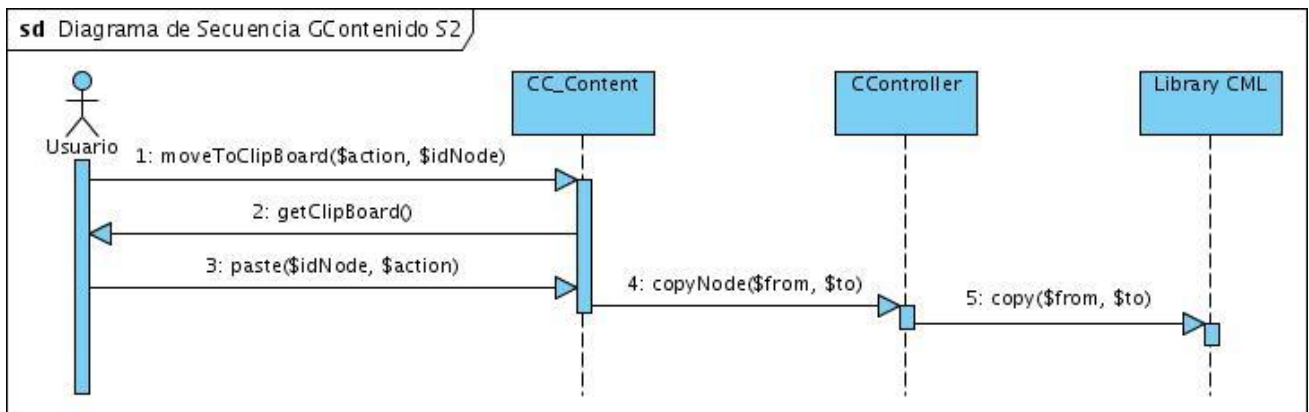 sd Diagrama de Secuencia GContenido S2
Usuario
CC_Content
CController
Library CML
1: moveToClipBoard($action, $idNode)
2: getClipBoard()
3: paste($idNode, $action)
4: copyNode($from, $to)
5: copy($from, $to)